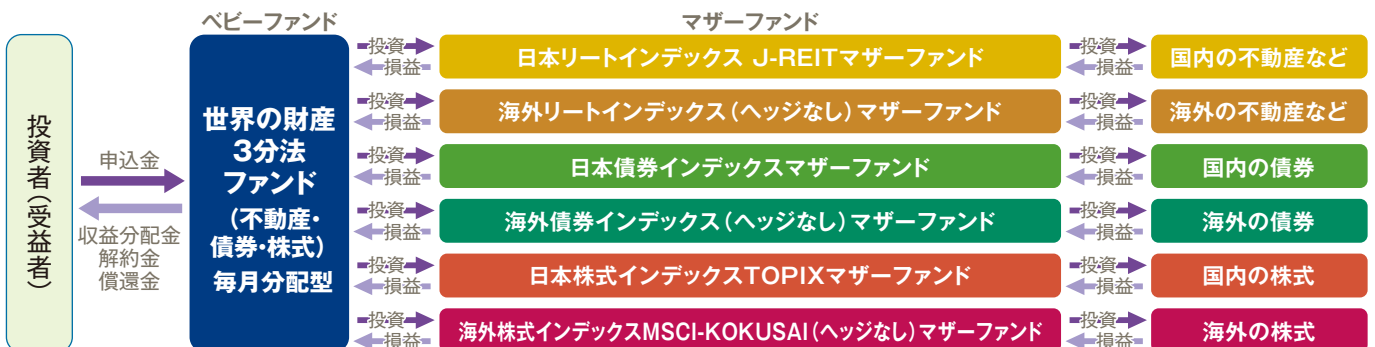 ベビーファンド
マザーファンド
投資者（受益者）
申込金
収益分配金
解約金
償還金
世界の財産
3分法
ファンド
（不動産・
債券・株式）
毎月分配型
投資
損益
日本リートインデックス J-REITマザーファンド
投資
損益
国内の不動産など
投資
損益
海外リートインデックス（ヘッジなし）マザーファンド
投資
損益
海外の不動産など
投資
損益
日本債券インデックスマザーファンド
投資
損益
国内の債券
投資
損益
海外債券インデックス（ヘッジなし）マザーファンド
投資
損益
海外の債券
投資
損益
日本株式インデックスTOPIXマザーファンド
投資
損益
国内の株式
投資
損益
海外株式インデックスMSCI-KOKUSAI（ヘッジなし）マザーファンド
投資
損益
海外の株式